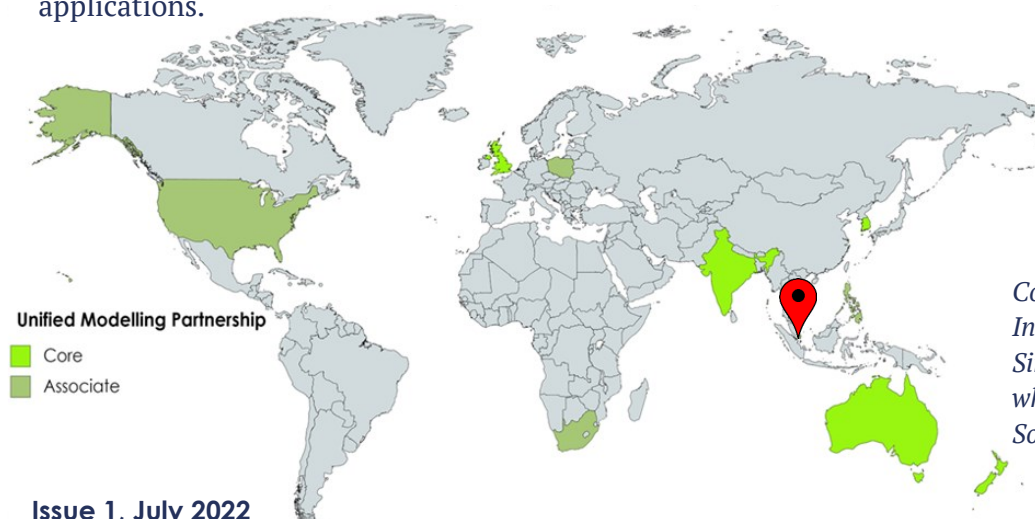 applications.
Unified Modelling Partnership
Core
Associate
Issue 1, July 2022